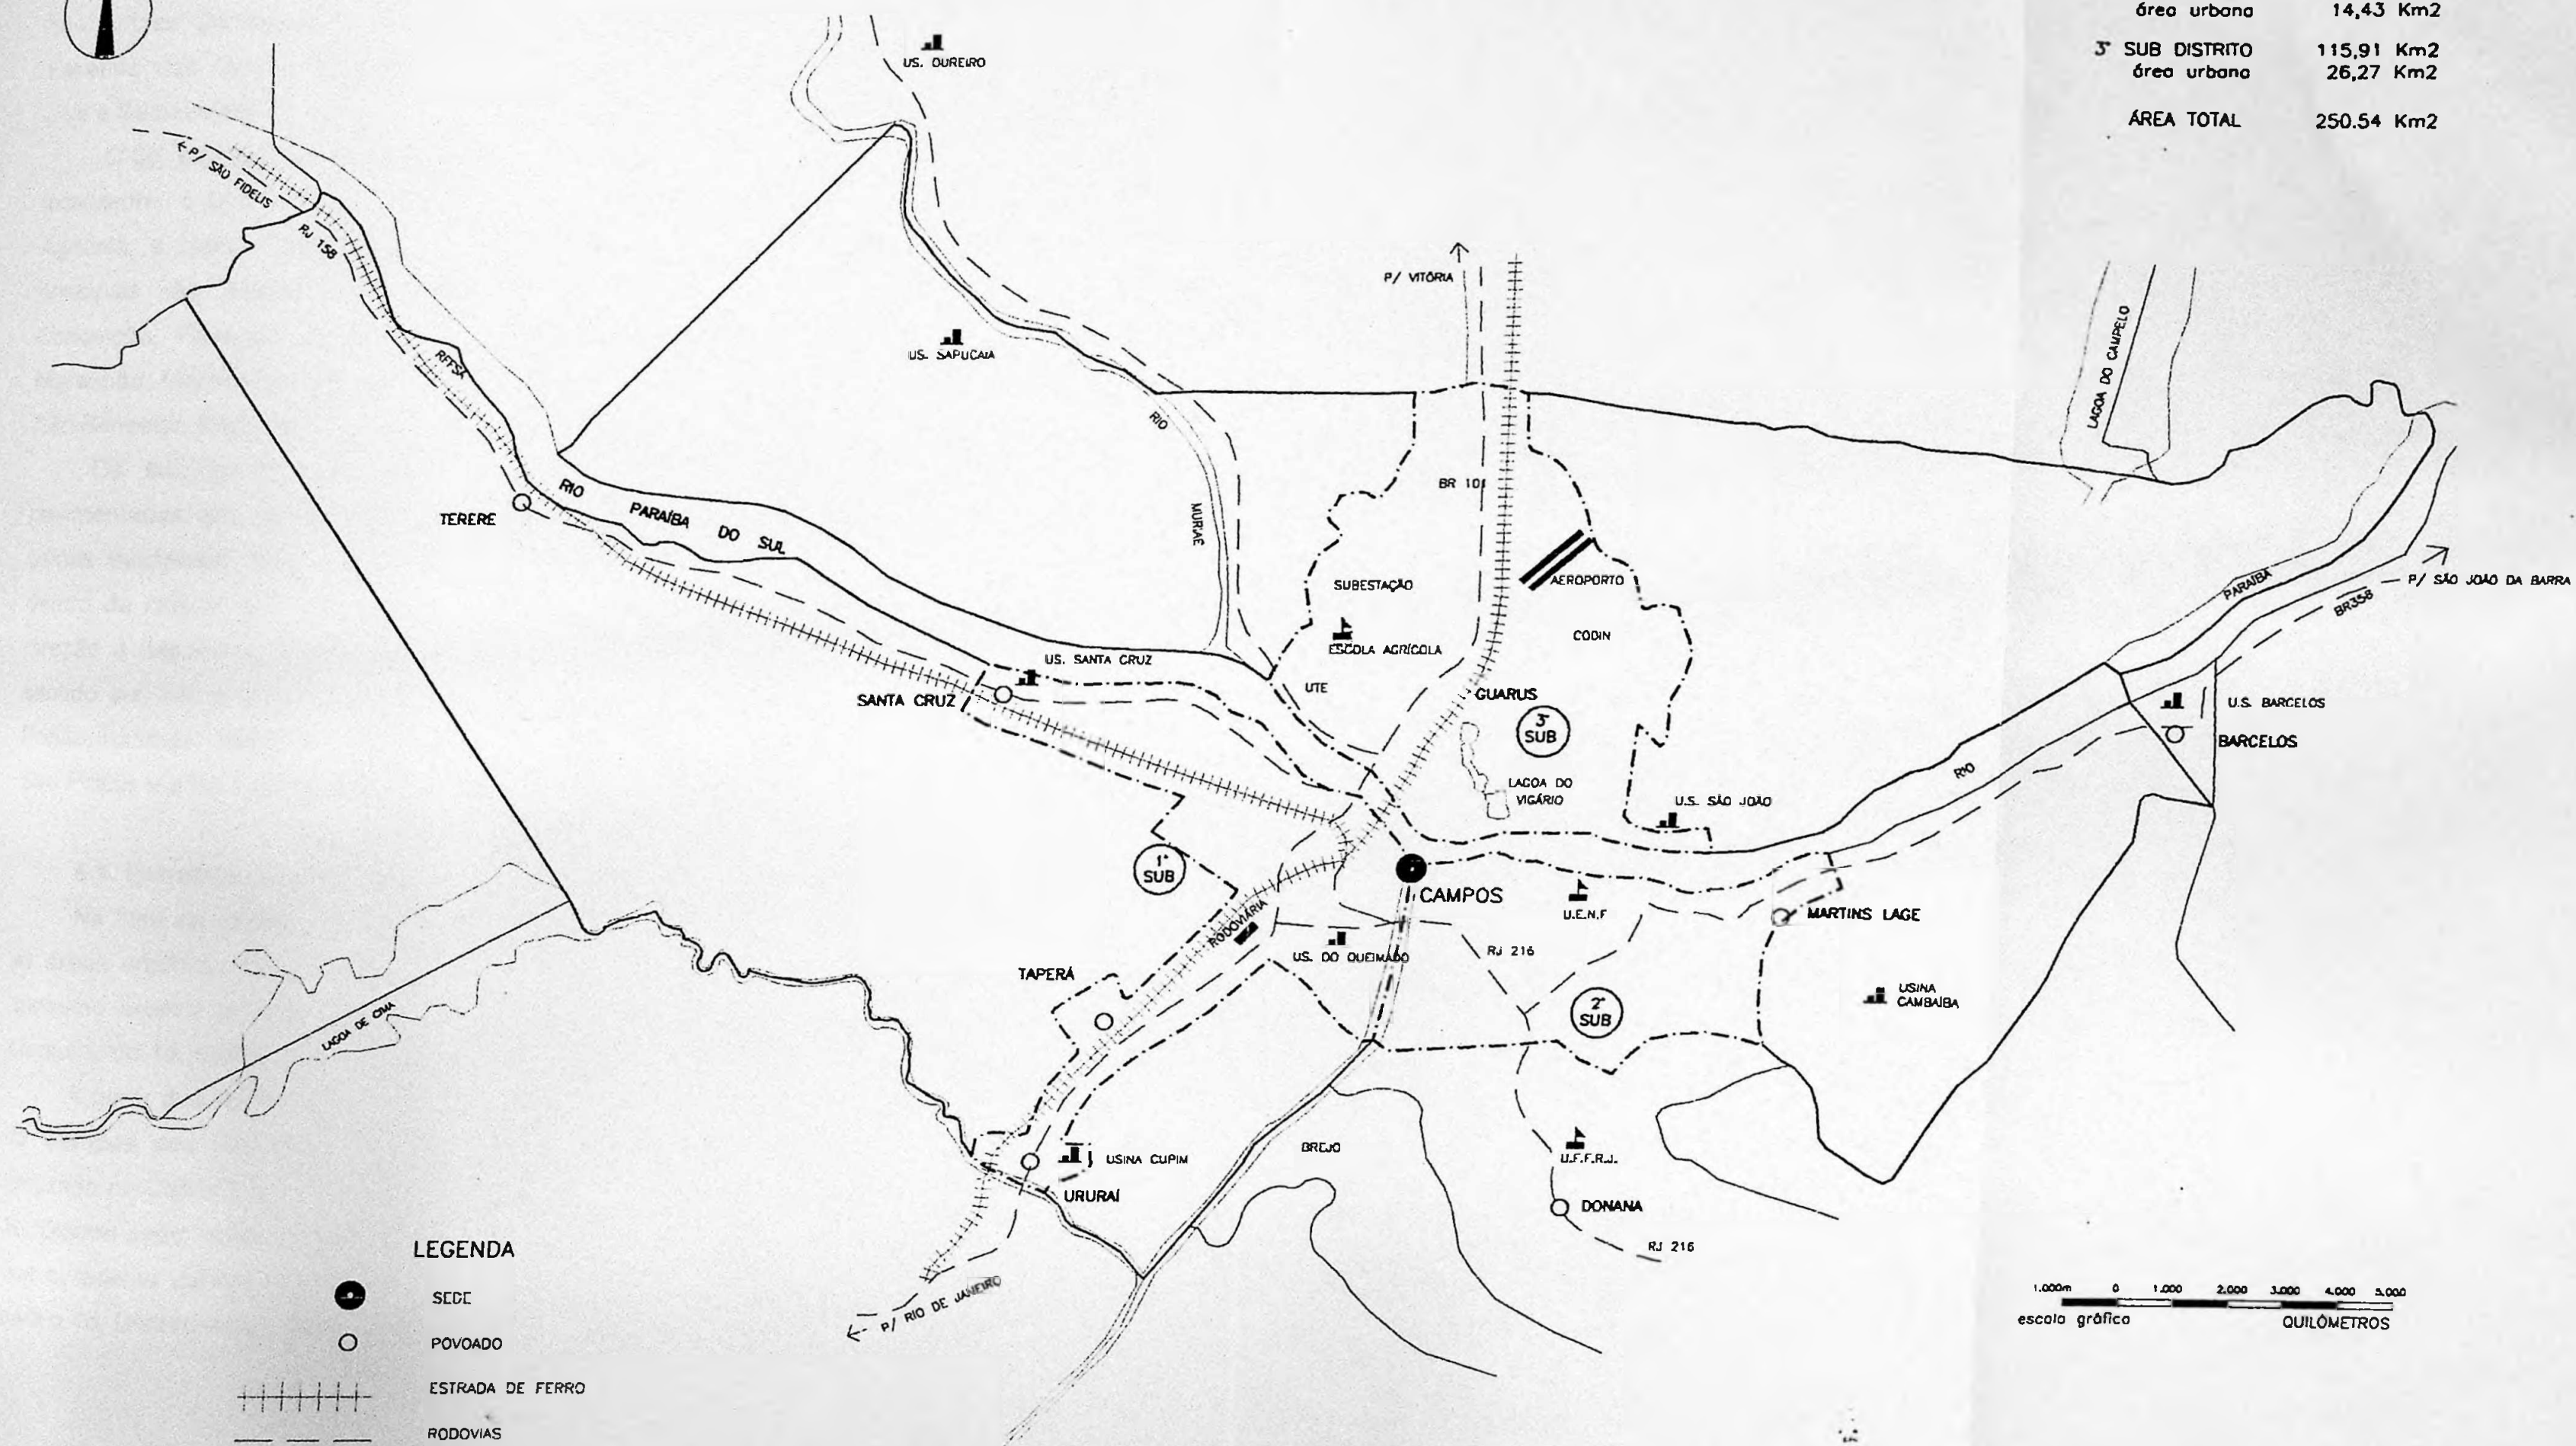 área urbana 14,43 Km2
3° SUB DISTRITO 115,91 Km2
área urbana 26,27 Km2
ÁREA TOTAL 250.54 Km2
US. OUREIRO
←P/ SÃO FIDELIS
RJ 158
RFFSA
US. SAPUCAIA
P/ VITÓRIA
LAGOA DO CAMPELO
RIO
MURIAÉ
BR 101
TERERE
RIO PARAÍBA DO SUL
SUBESTAÇÃO
AEROPORTO
ESCOLA AGRÍCOLA
CODIN
PARAÍBA
BR358
P/ SÃO JOÃO DA BARRA
US. SANTA CRUZ
SANTA CRUZ
UTE
GUARUS
3°
SUB
U.S. BARCELOS
BARCELOS
RIO
LAGOA DO
VIGÁRIO
U.S. SÃO JOÃO
1°
SUB
CAMPOS
U.E.N.F
MARTINS LAGE
RODOVIÁRIA
US. DO QUEIMADO
RJ 216
TAPERÁ
2°
SUB
USINA
CAMBAÍBA
LAGOA DE CIMA
USINA CUPIM
URURAÍ
BREJO
U.F.F.R.J.
DONANA
RJ 216
← P/ RIO DE JANEIRO
LEGENDA
SEDE
POVOADO
ESTRADA DE FERRO
RODOVIAS
1.000m 0 1.000 2.000 3.000 4.000 5.000
escala gráfica QUILÔMETROS